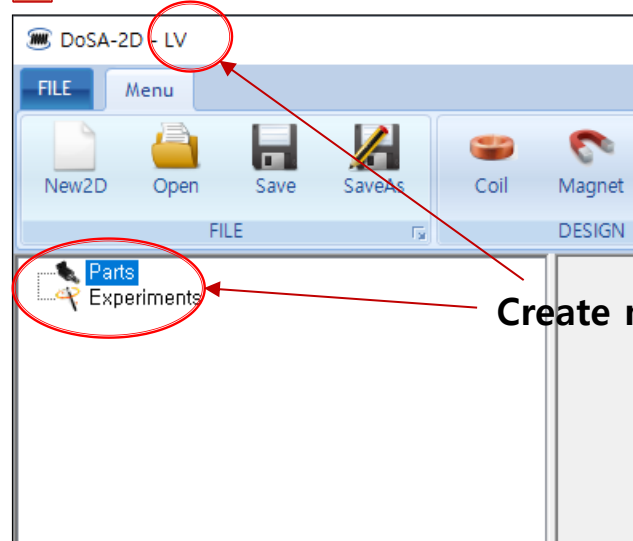 DoSA-2D - LV
FILE Menu
New2D Open Save SaveAs Coil Magnet
FILE DESIGN
Parts
Experiments
Create